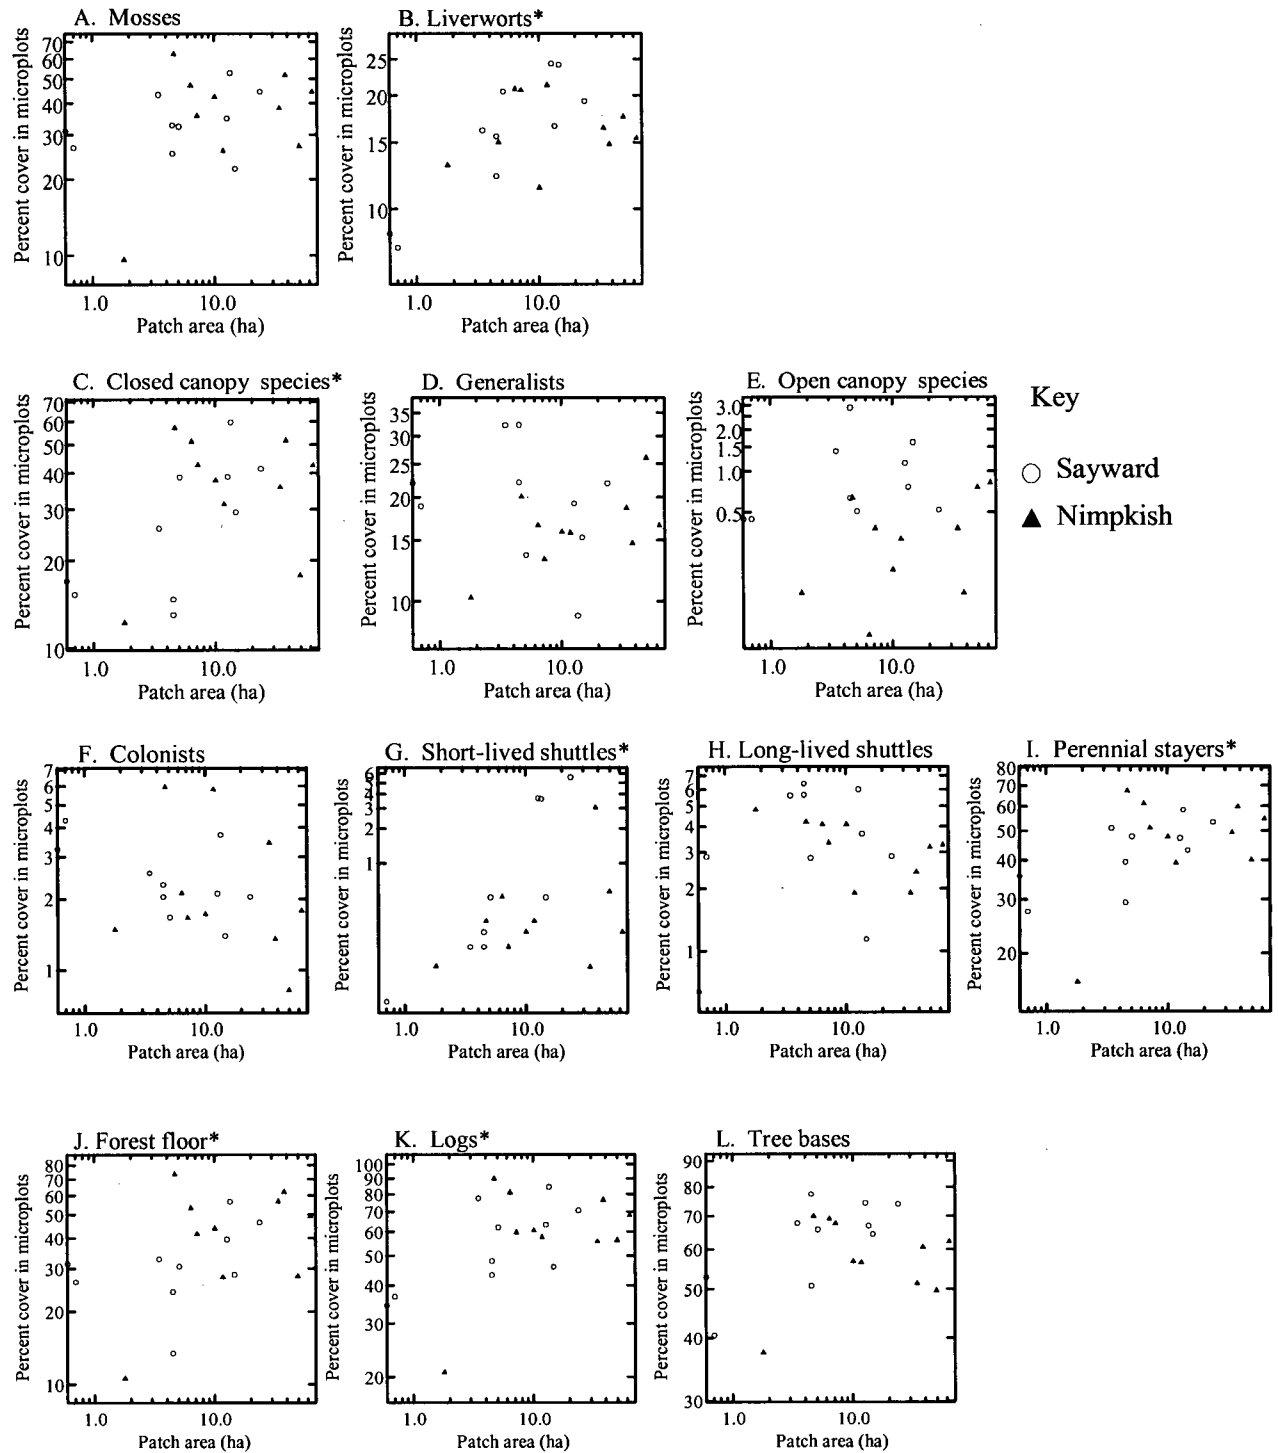 A. Mosses
B. Liverworts*
Percent cover in microplots
70
60
50
40
30
20
10
1.0
10.0
Patch area (ha)
Percent cover in microplots
25
20
15
10
1.0
10.0
Patch area (ha)
C. Closed canopy species*
D. Generalists
E. Open canopy species
Percent cover in microplots
70
60
50
40
30
20
10
1.0
10.0
Patch area (ha)
Percent cover in microplots
35
30
25
20
15
10
1.0
10.0
Patch area (ha)
Percent cover in microplots
3.0
2.0
1.5
1.0
0.5
1.0
10.0
Patch area (ha)
Key
Sayward
Nimpkish
F. Colonists
G. Short-lived shuttles*
H. Long-lived shuttles
I. Perennial stayers*
Percent cover in microplots
7
6
5
4
3
2
1
1.0
10.0
Patch area (ha)
Percent cover in microplots
6
5
4
3
2
1
1.0
10.0
Patch area (ha)
Percent cover in microplots
7
6
5
4
3
2
1
1.0
10.0
Patch area (ha)
Percent cover in microplots
80
70
60
50
40
30
20
1.0
10.0
Patch area (ha)
J. Forest floor*
K. Logs*
L. Tree bases
Percent cover in microplots
80
70
60
50
40
30
20
10
1.0
10.0
Patch area (ha)
Percent cover in microplots
100
90
80
70
60
50
40
30
20
1.0
10.0
Patch area (ha)
Percent cover in microplots
90
80
70
60
50
40
30
1.0
10.0
Patch area (ha)